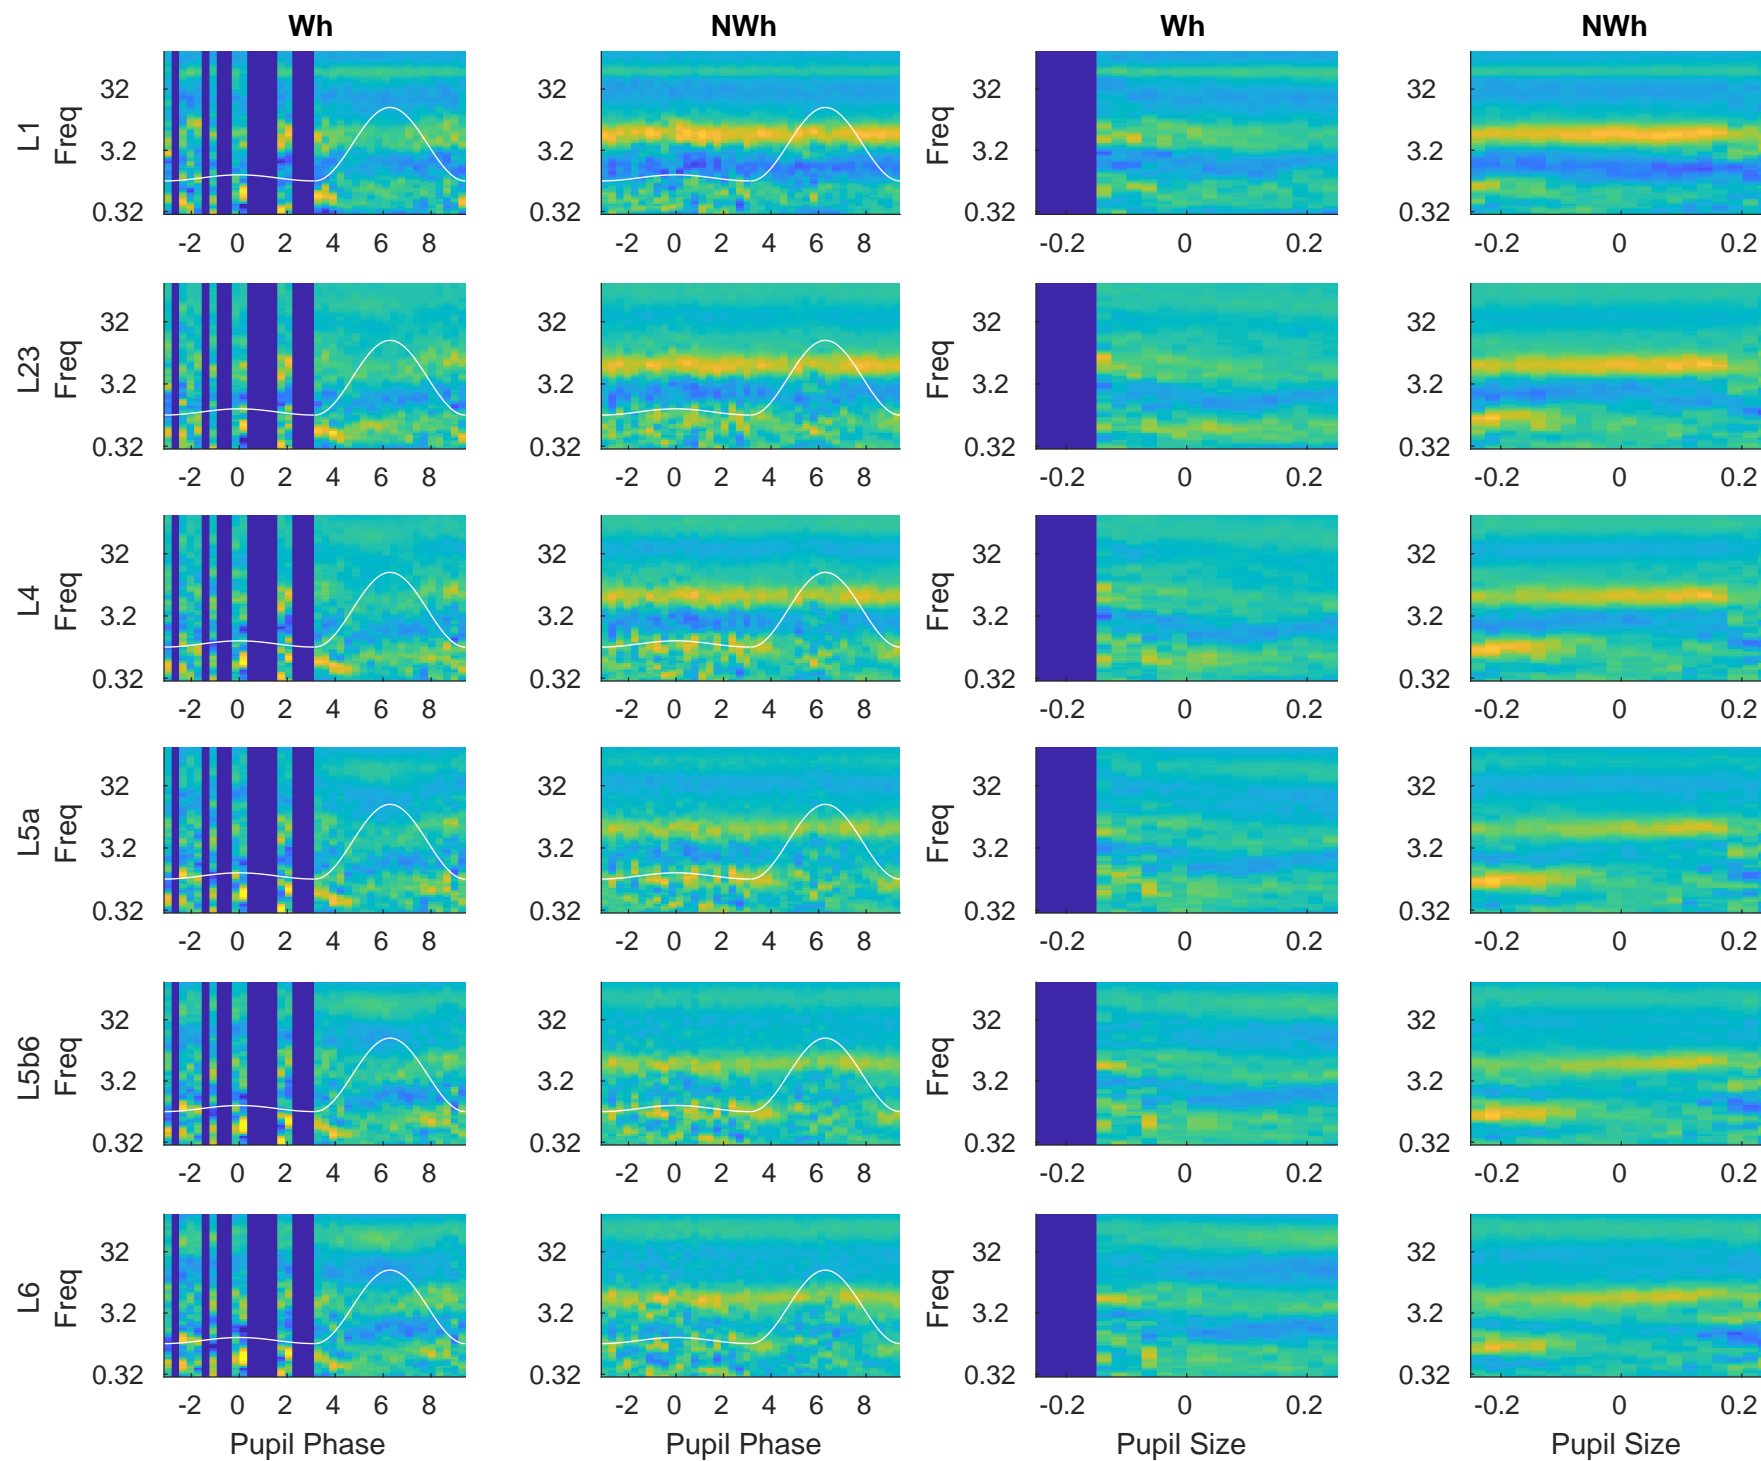 Wh NWh Wh NWh
L1 Freq 32 3.2 0.32 32 3.2 0.32 Freq 32 3.2 0.32 32 3.2 0.32
-2 0 2 4 6 8 -2 0 2 4 6 8 -0.2 0 0.2 -0.2 0 0.2
L23 Freq 32 3.2 0.32 32 3.2 0.32 Freq 32 3.2 0.32 32 3.2 0.32
-2 0 2 4 6 8 -2 0 2 4 6 8 -0.2 0 0.2 -0.2 0 0.2
L4 Freq 32 3.2 0.32 32 3.2 0.32 Freq 32 3.2 0.32 32 3.2 0.32
-2 0 2 4 6 8 -2 0 2 4 6 8 -0.2 0 0.2 -0.2 0 0.2
L5a Freq 32 3.2 0.32 32 3.2 0.32 Freq 32 3.2 0.32 32 3.2 0.32
-2 0 2 4 6 8 -2 0 2 4 6 8 -0.2 0 0.2 -0.2 0 0.2
L5b6 Freq 32 3.2 0.32 32 3.2 0.32 Freq 32 3.2 0.32 32 3.2 0.32
-2 0 2 4 6 8 -2 0 2 4 6 8 -0.2 0 0.2 -0.2 0 0.2
L6 Freq 32 3.2 0.32 32 3.2 0.32 Freq 32 3.2 0.32 32 3.2 0.32
-2 0 2 4 6 8 -2 0 2 4 6 8 -0.2 0 0.2 -0.2 0 0.2
Pupil Phase Pupil Phase Pupil Size Pupil Size